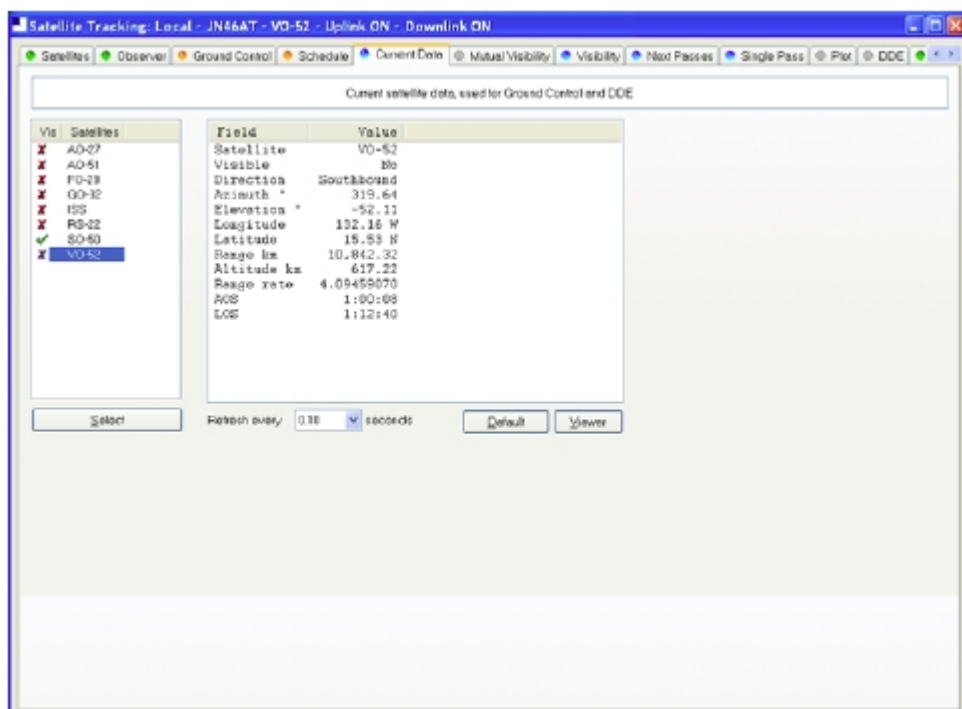 Satellite Tracking: Local - JN46AT - VO-52 - Uplink ON - Downlink ON
Satellites Observer Ground Control Schedule Current Data Mutual Visibility Visibility Next Passes Single Pass Plot DDE
Current satellite data, used for Ground Control and DDE
Vis Satellites
AO-27
AO-51
FO-29
GO-32
ISS
RS-22
SO-50
VO-52
Field Value
Satellite VO-52
Visible No
Direction Southbound
Azimuth ° 319.64
Elevation ° -52.11
Longitude 132.16 W
Latitude 15.53 N
Range km 10.842.32
Altitude km 617.22
Range rate 4.09459070
AOS 1:00:08
LOS 1:12:40
Select
Refresh every seconds
Default Viewer